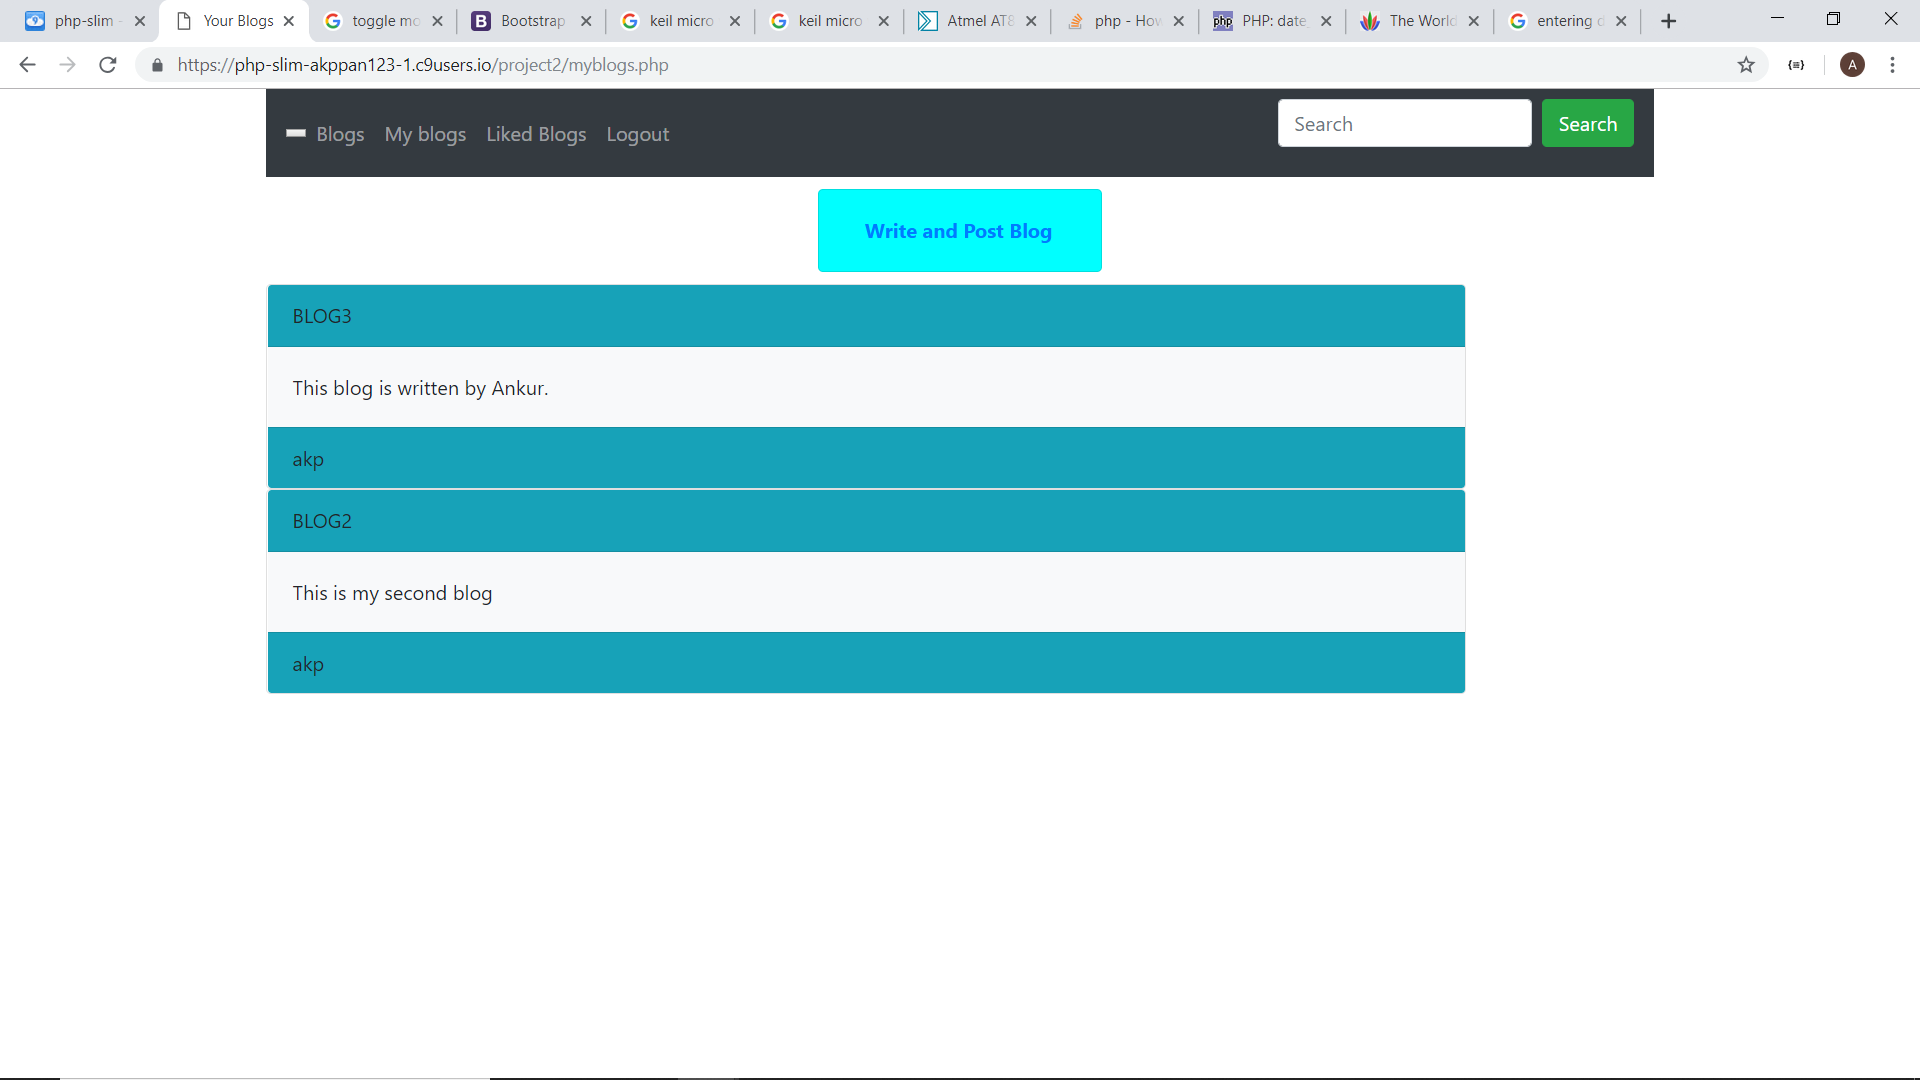 php-slim - Your Blogs toggle mo Bootstrap keil micro keil micro Atmel AT8 php - How PHP: date_ The World entering d
https://php-slim-akppan123-1.c9users.io/project2/myblogs.php A
Blogs My blogs Liked Blogs Logout Search Search
Write and Post Blog
BLOG3
This blog is written by Ankur.
akp
BLOG2
This is my second blog
akp